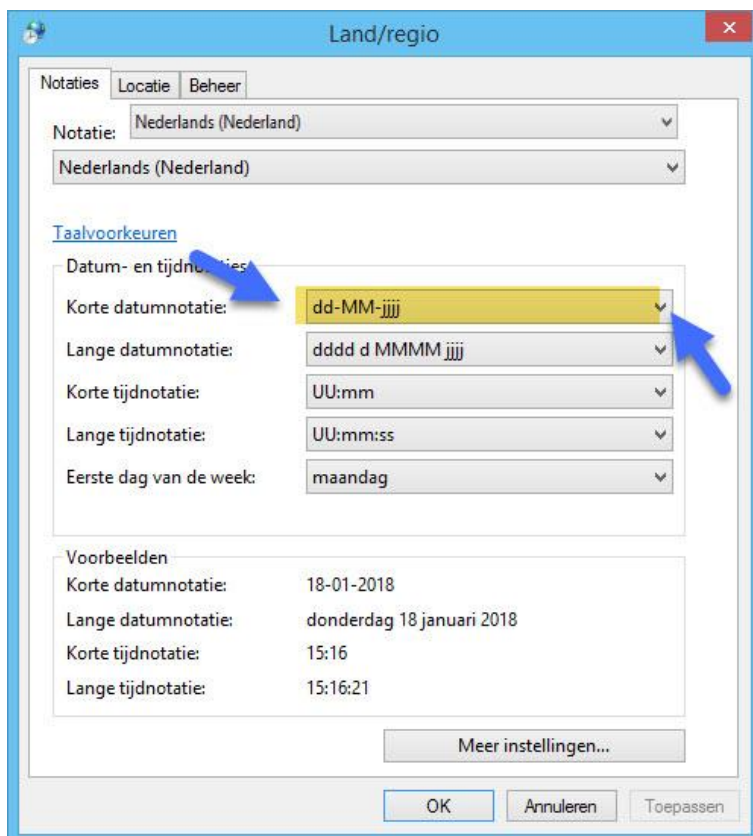 Land/regio
Notaties Locatie Beheer
Notatie: Nederlands (Nederland)
Nederlands (Nederland)
Taalvoorkeuren
Datum- en tijdnotaties
Korte datumnotatie: dd-MM-jjjj
Lange datumnotatie: dddd d MMMM jjjj
Korte tijdnotatie: UU:mm
Lange tijdnotatie: UU:mm:ss
Eerste dag van de week: maandag
Voorbeelden
Korte datumnotatie: 18-01-2018
Lange datumnotatie: donderdag 18 januari 2018
Korte tijdnotatie: 15:16
Lange tijdnotatie: 15:16:21
Meer instellingen...
OK Annuleren Toepassen